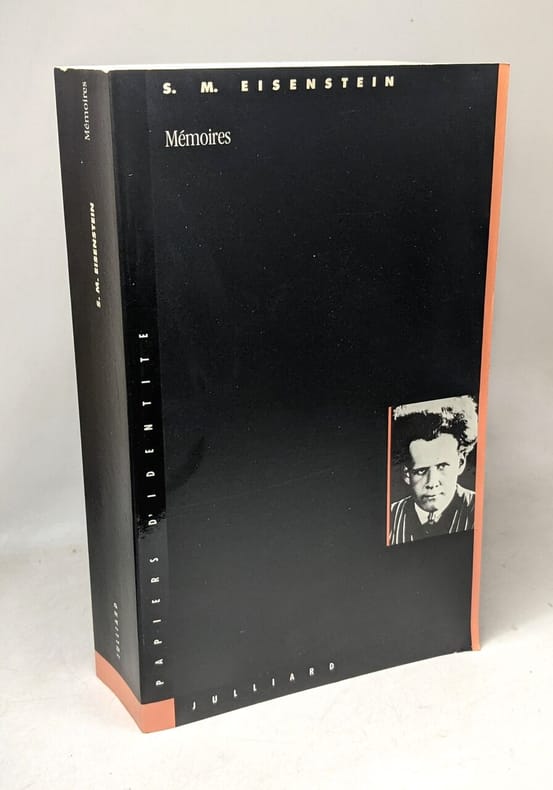 S. M. EISENSTEIN
Mémoires
PAPIERS D'IDENTITE
JULLIARD
Mémoires
S. M. EISENSTEIN
JULLIARD